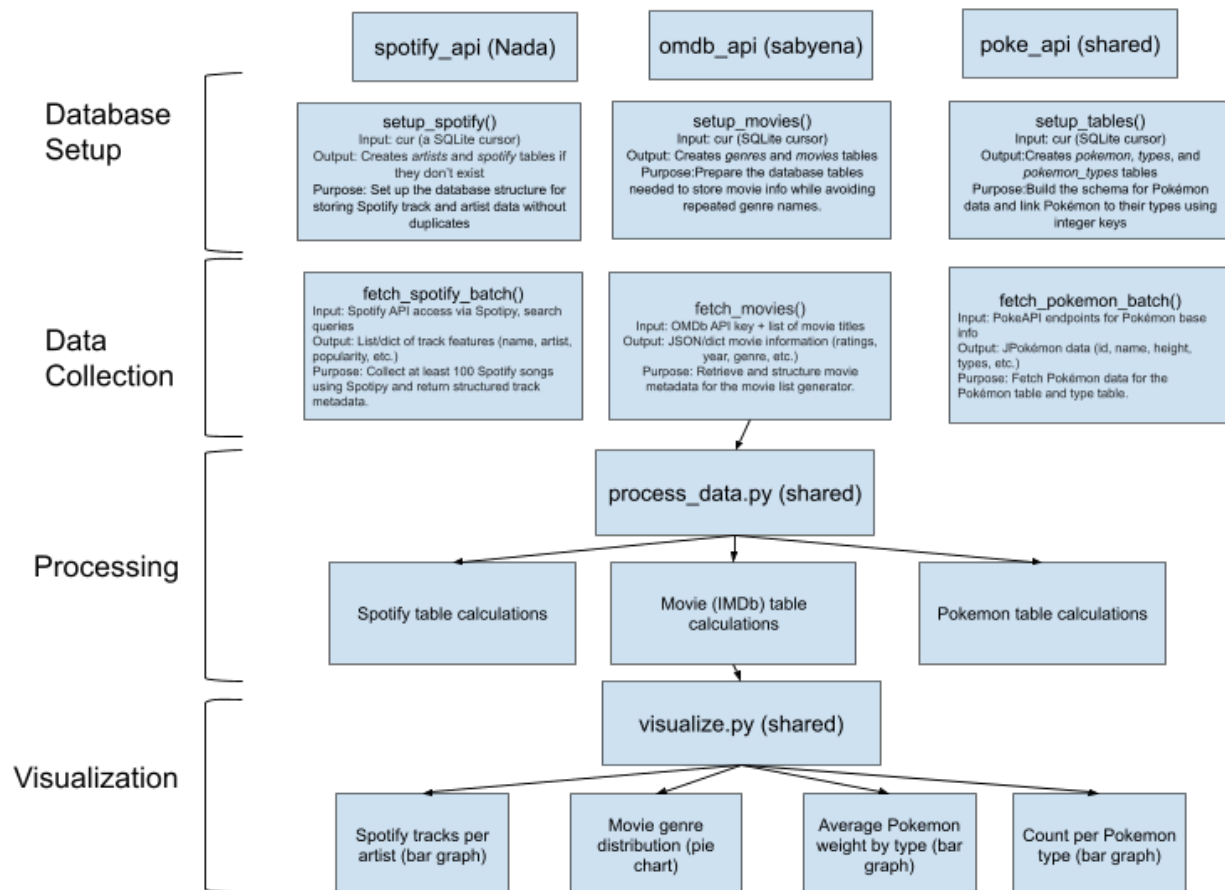 spotify_api (Nada)
omdb_api (sabyena)
poke_api (shared)
Database
Setup
setup_spotify()
Input: cur (a SQLite cursor)
Output: Creates artists and spotify tables if
they don't exist
Purpose: Set up the database structure for
storing Spotify track and artist data without
duplicates
setup_movies()
Input: cur (SQLite cursor)
Output: Creates genres and movies tables
Purpose:Prepare the database tables
needed to store movie info while avoiding
repeated genre names.
setup_tables()
Input: cur (SQLite cursor)
Output:Creates pokemon, types, and
pokemon_types tables
Purpose:Build the schema for Pokémon
data and link Pokémon to their types using
integer keys
Data
Collection
fetch_spotify_batch()
Input: Spotify API access via Spotipy, search
queries
Output: List/dict of track features (name, artist,
popularity, etc.)
Purpose: Collect at least 100 Spotify songs
using Spotipy and return structured track
metadata.
fetch_movies()
Input: OMDb API key + list of movie titles
Output: JSON/dict movie information (ratings,
year, genre, etc.)
Purpose: Retrieve and structure movie
metadata for the movie list generator.
fetch_pokemon_batch()
Input: PokeAPI endpoints for Pokémon base
info
Output: JPokémon data (id, name, height,
types, etc.)
Purpose: Fetch Pokémon data for the
Pokémon table and type table.
Processing
process_data.py (shared)
Spotify table calculations
Movie (IMDb) table
calculations
Pokemon table calculations
Visualization
visualize.py (shared)
Spotify tracks per
artist (bar graph)
Movie genre
distribution (pie
chart)
Average Pokemon
weight by type (bar
graph)
Count per Pokemon
type (bar graph)